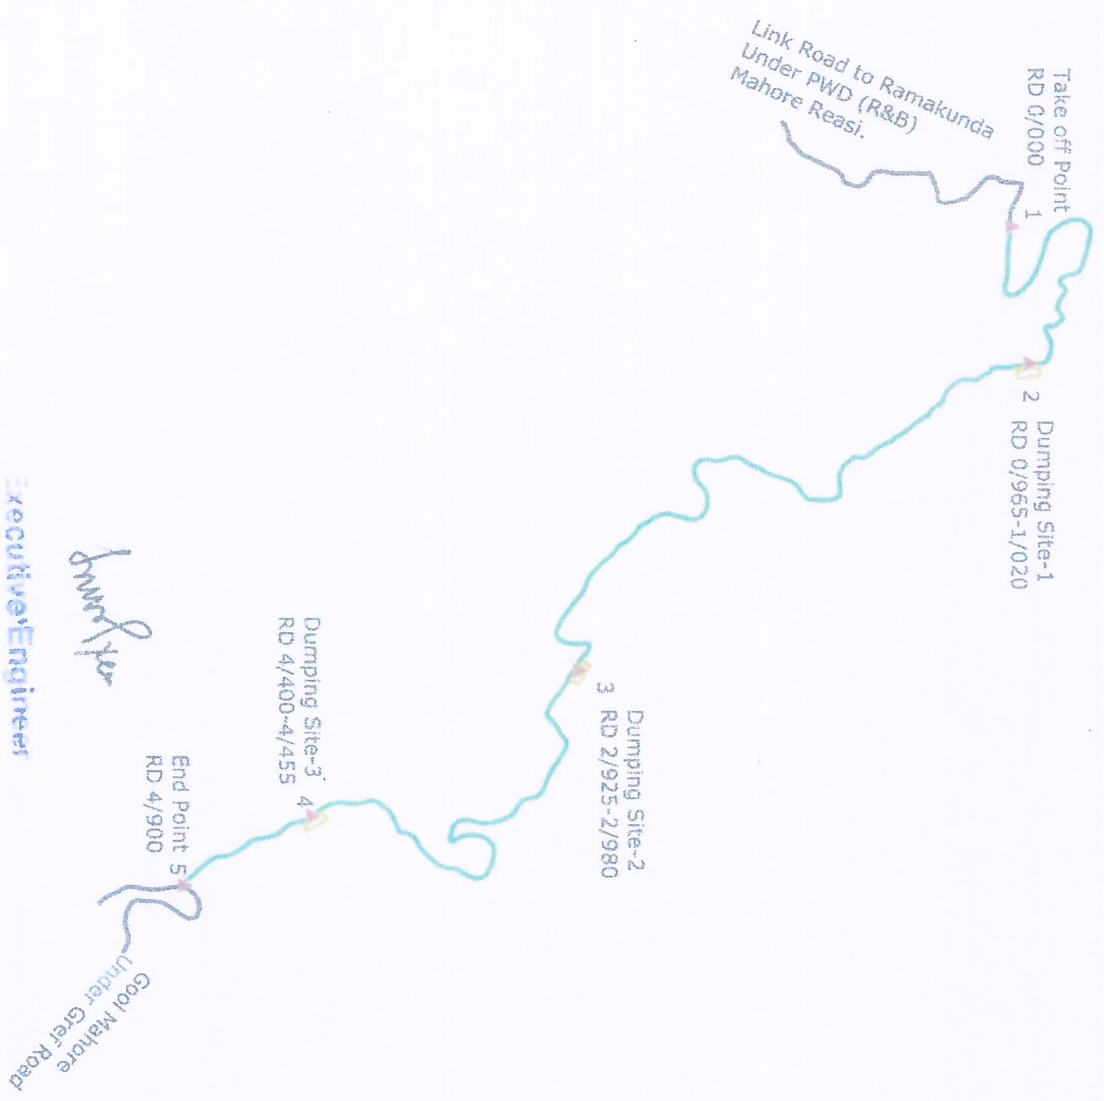 Link Road to Ramakunda
Under PWD (R&B)
Mahore Reasi.
Take off Point
RD 0/000
1
2
Dumping Site-1
RD 0/965-1/020
Dumping Site-2
3 RD 2/925-2/980
Dumping Site-3
RD 4/400-4/455
4
End Point
RD 4/900
5
Gool Mahore
Under Gref Road
Executive Engineer